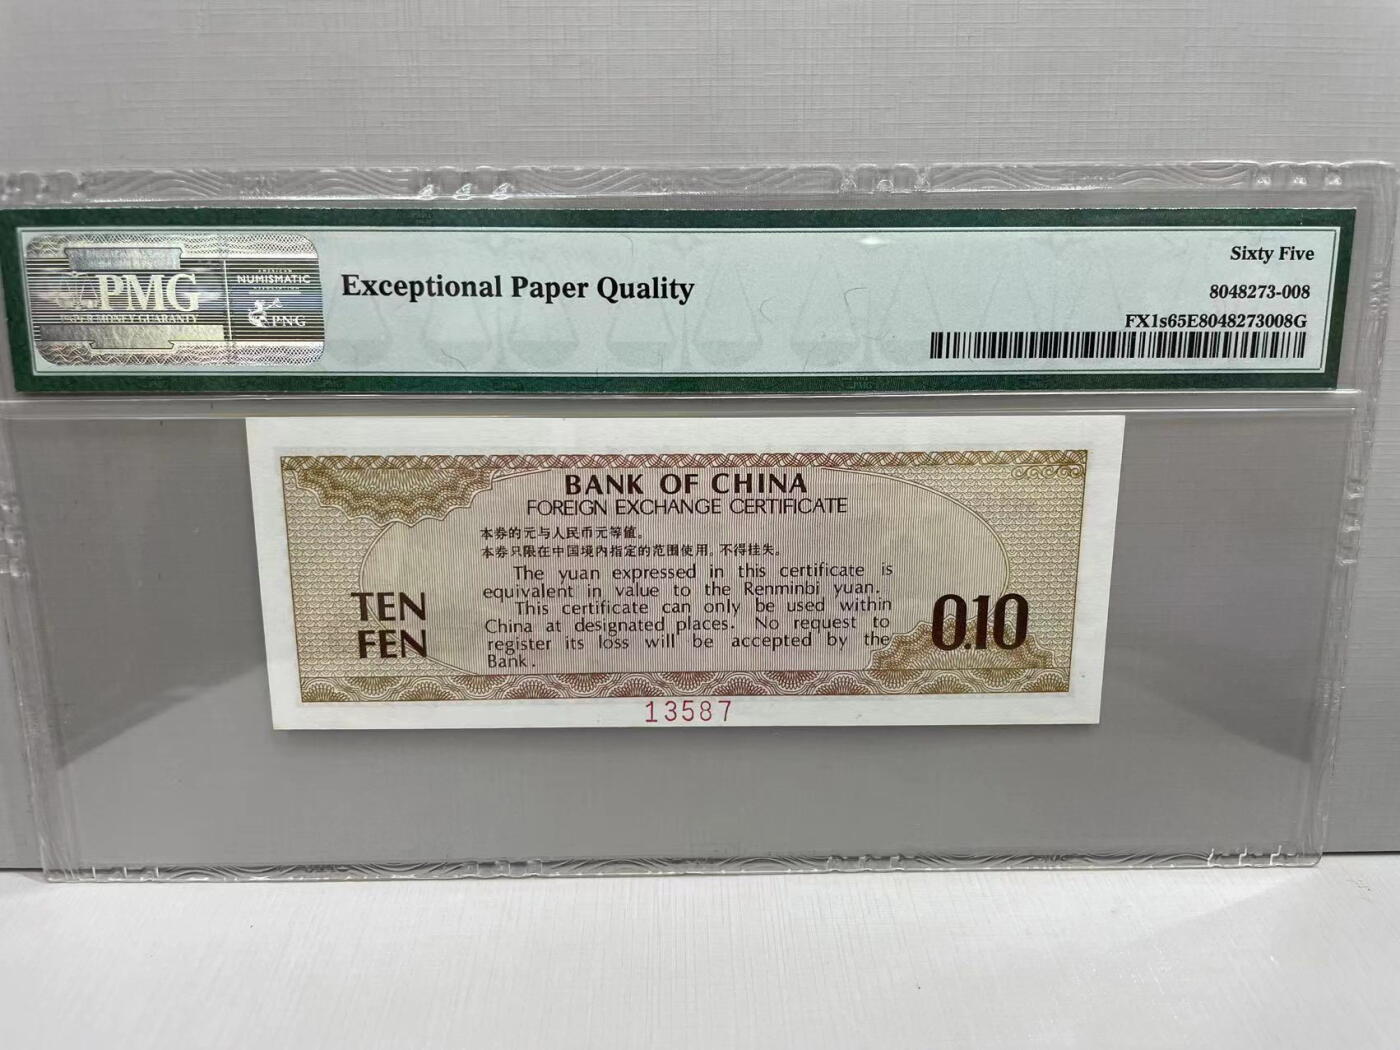 PMG
PAPER MONEY GUARANTY
NUMISMATIC
PNG
Exceptional Paper Quality
Sixty Five
8048273-008
FX1s65E8048273008G
BANK OF CHINA
FOREIGN EXCHANGE CERTIFICATE
本券的元与人民币元等值。
本券只限在中国境内指定的范围使用。不得挂失。
The yuan expressed in this certificate is
equivalent in value to the Renminbi yuan.
This certificate can only be used within
China at designated places. No request to
register its loss will be accepted by the
Bank.
TEN
FEN
0.10
13587